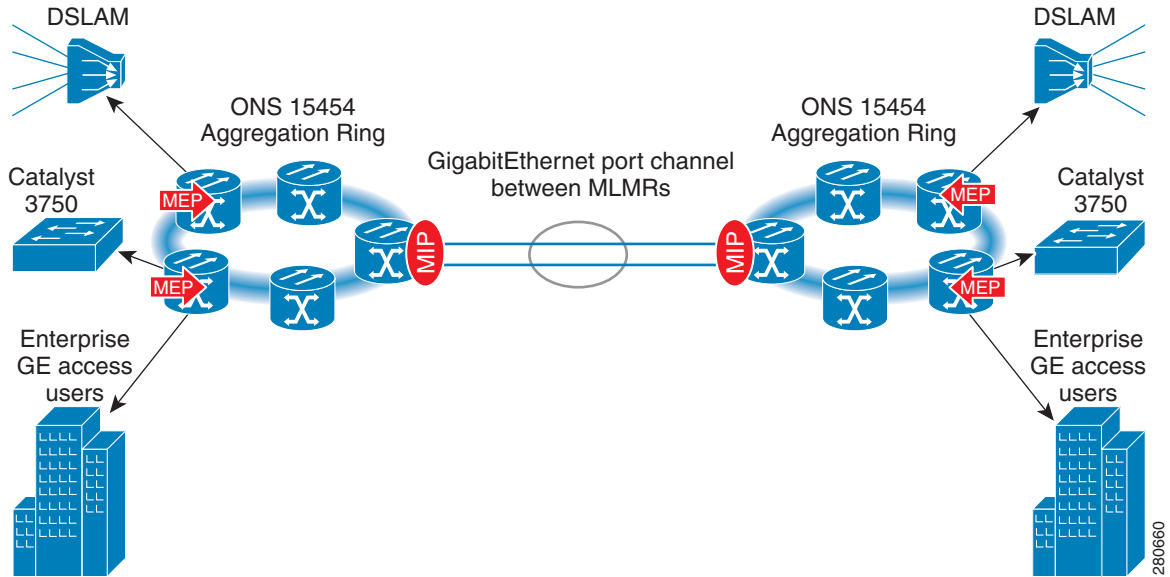 DSLAM
DSLAM
ONS 15454
Aggregation Ring
ONS 15454
Aggregation Ring
GigabitEthernet port channel
between MLMRs
Catalyst
3750
Catalyst
3750
MEP
MEP
MIP
MIP
MEP
MEP
Enterprise
GE access
users
Enterprise
GE access
users
280660